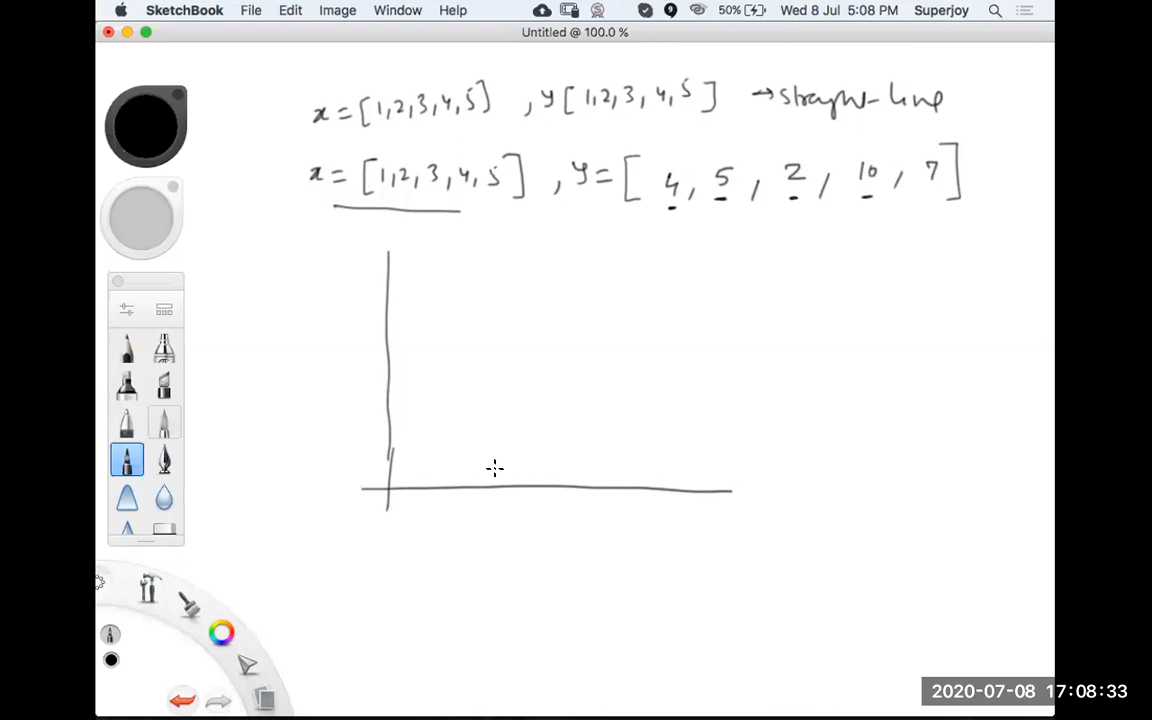 SketchBook File Edit Image Window Help 50% Wed 8 Jul 5:08 PM Superjoy
Untitled @ 100.0 %
x = [1,2,3,4,5] , y [1,2,3,4,5] → straight-line
x = [1,2,3,4,5] , y = [4, 5, 2, 10, 7]
2020-07-08 17:08:33